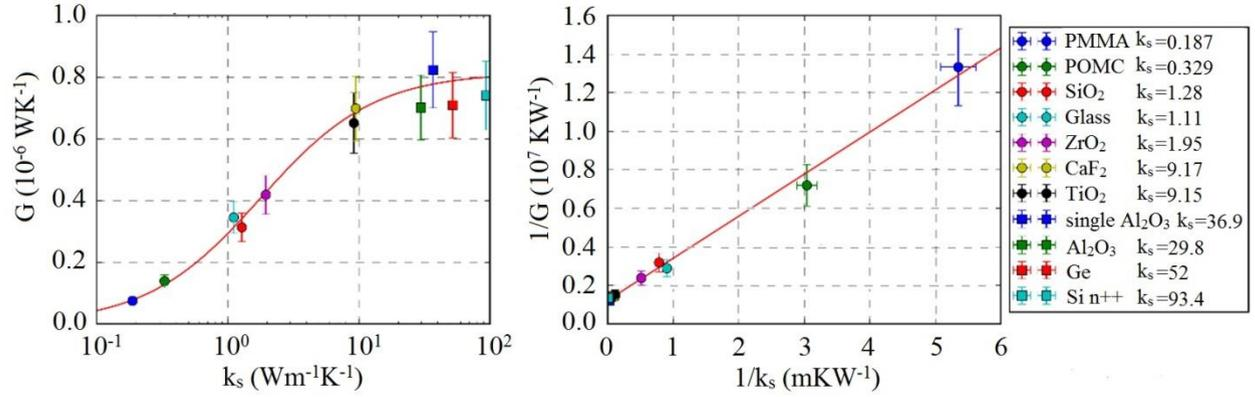 1.0
0.8
0.6
0.4
0.2
0.0
G (10⁻⁶ WK⁻¹)
10⁻¹ 10⁰ 10¹ 10²
kₛ (Wm⁻¹K⁻¹)
1.6
1.4
1.2
1.0
0.8
0.6
0.4
0.2
0.0
1/G (10⁷ KW⁻¹)
0 1 2 3 4 5 6
1/kₛ (mKW⁻¹)
PMMA kₛ=0.187
POMC kₛ=0.329
SiO₂ kₛ=1.28
Glass kₛ=1.11
ZrO₂ kₛ=1.95
CaF₂ kₛ=9.17
TiO₂ kₛ=9.15
single Al₂O₃ kₛ=36.9
Al₂O₃ kₛ=29.8
Ge kₛ=52
Si n++ kₛ=93.4